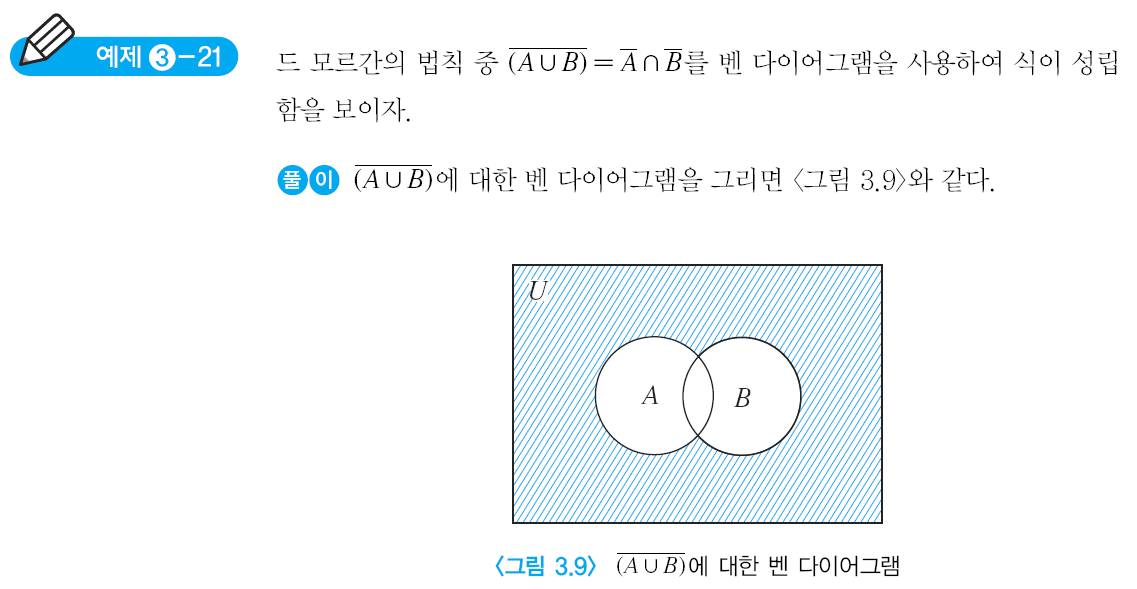 예제 3-21
드 모르간의 법칙 중 $\overline{(A \cup B)} = \overline{A} \cap \overline{B}$를 벤 다이어그램을 사용하여 식이 성립
함을 보이자.
풀이 $\overline{(A \cup B)}$에 대한 벤 다이어그램을 그리면 〈그림 3.9〉와 같다.
U
A B
〈그림 3.9〉 $\overline{(A \cup B)}$에 대한 벤 다이어그램